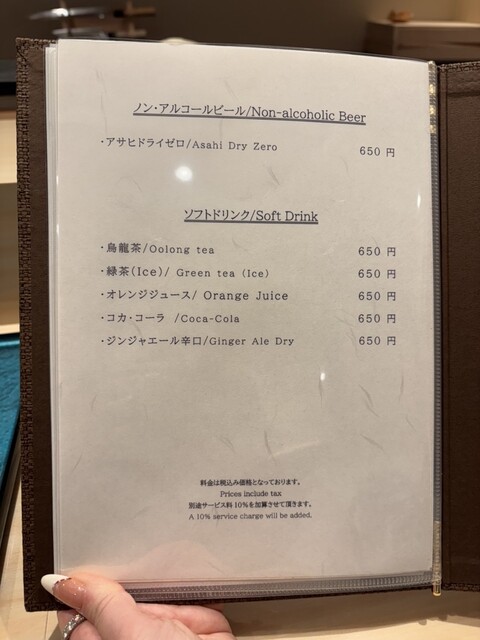 ノン・アルコールビール/Non-alcoholic Beer
・アサヒドライゼロ/Asahi Dry Zero 650 円
ソフトドリンク/Soft Drink
・烏龍茶/Oolong tea 650 円
・緑茶(Ice)/ Green tea (Ice) 650 円
・オレンジジュース/ Orange Juice 650 円
・コカ・コーラ /Coca-Cola 650 円
・ジンジャエール辛口/Ginger Ale Dry 650 円
料金は税込み価格となっております。
Prices include tax
別途サービス料10%を加算させて頂きます。
A 10% service charge will be added.